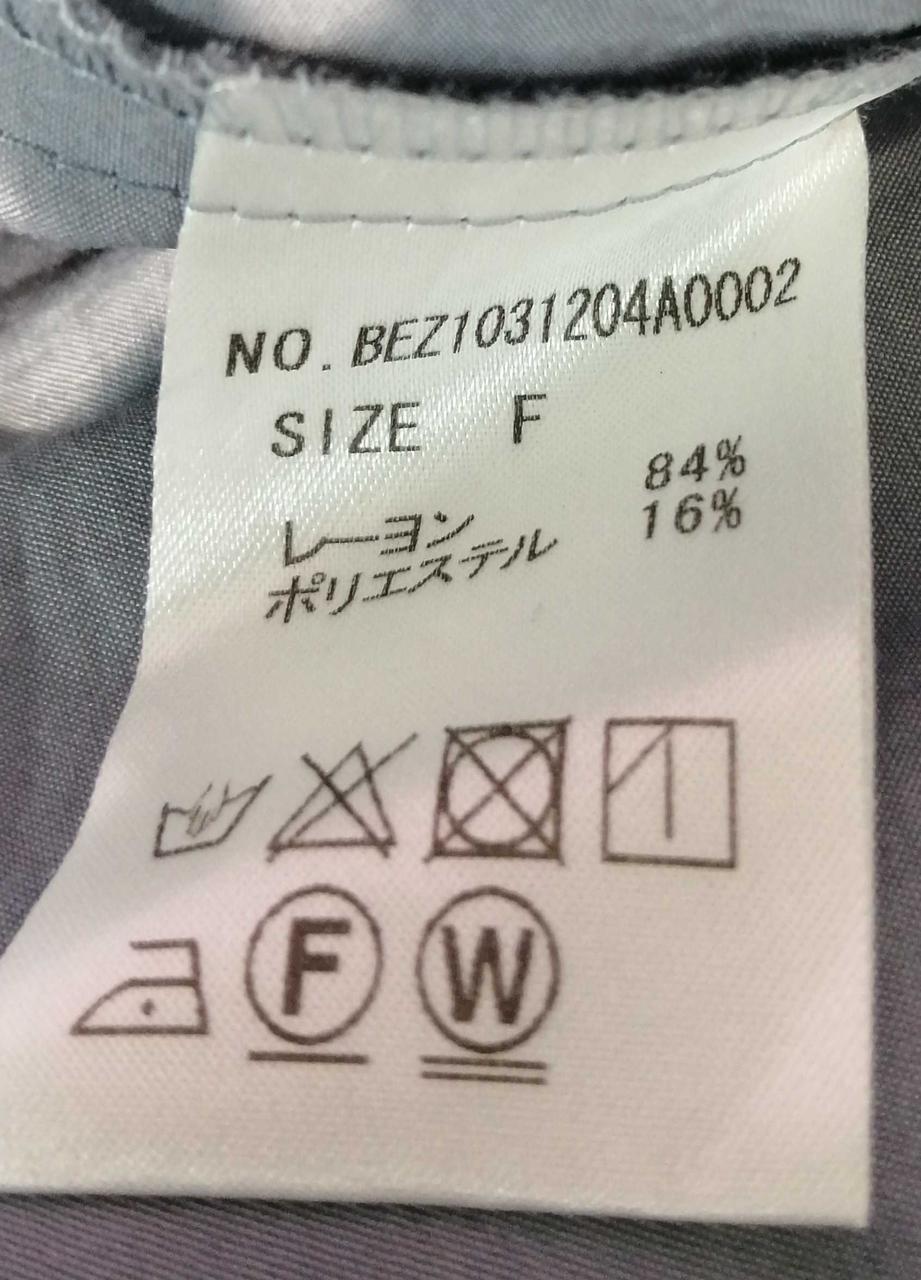 NO. BEZ1031204A0002
SIZE F
レーヨン 84%
ポリエステル 16%
F W